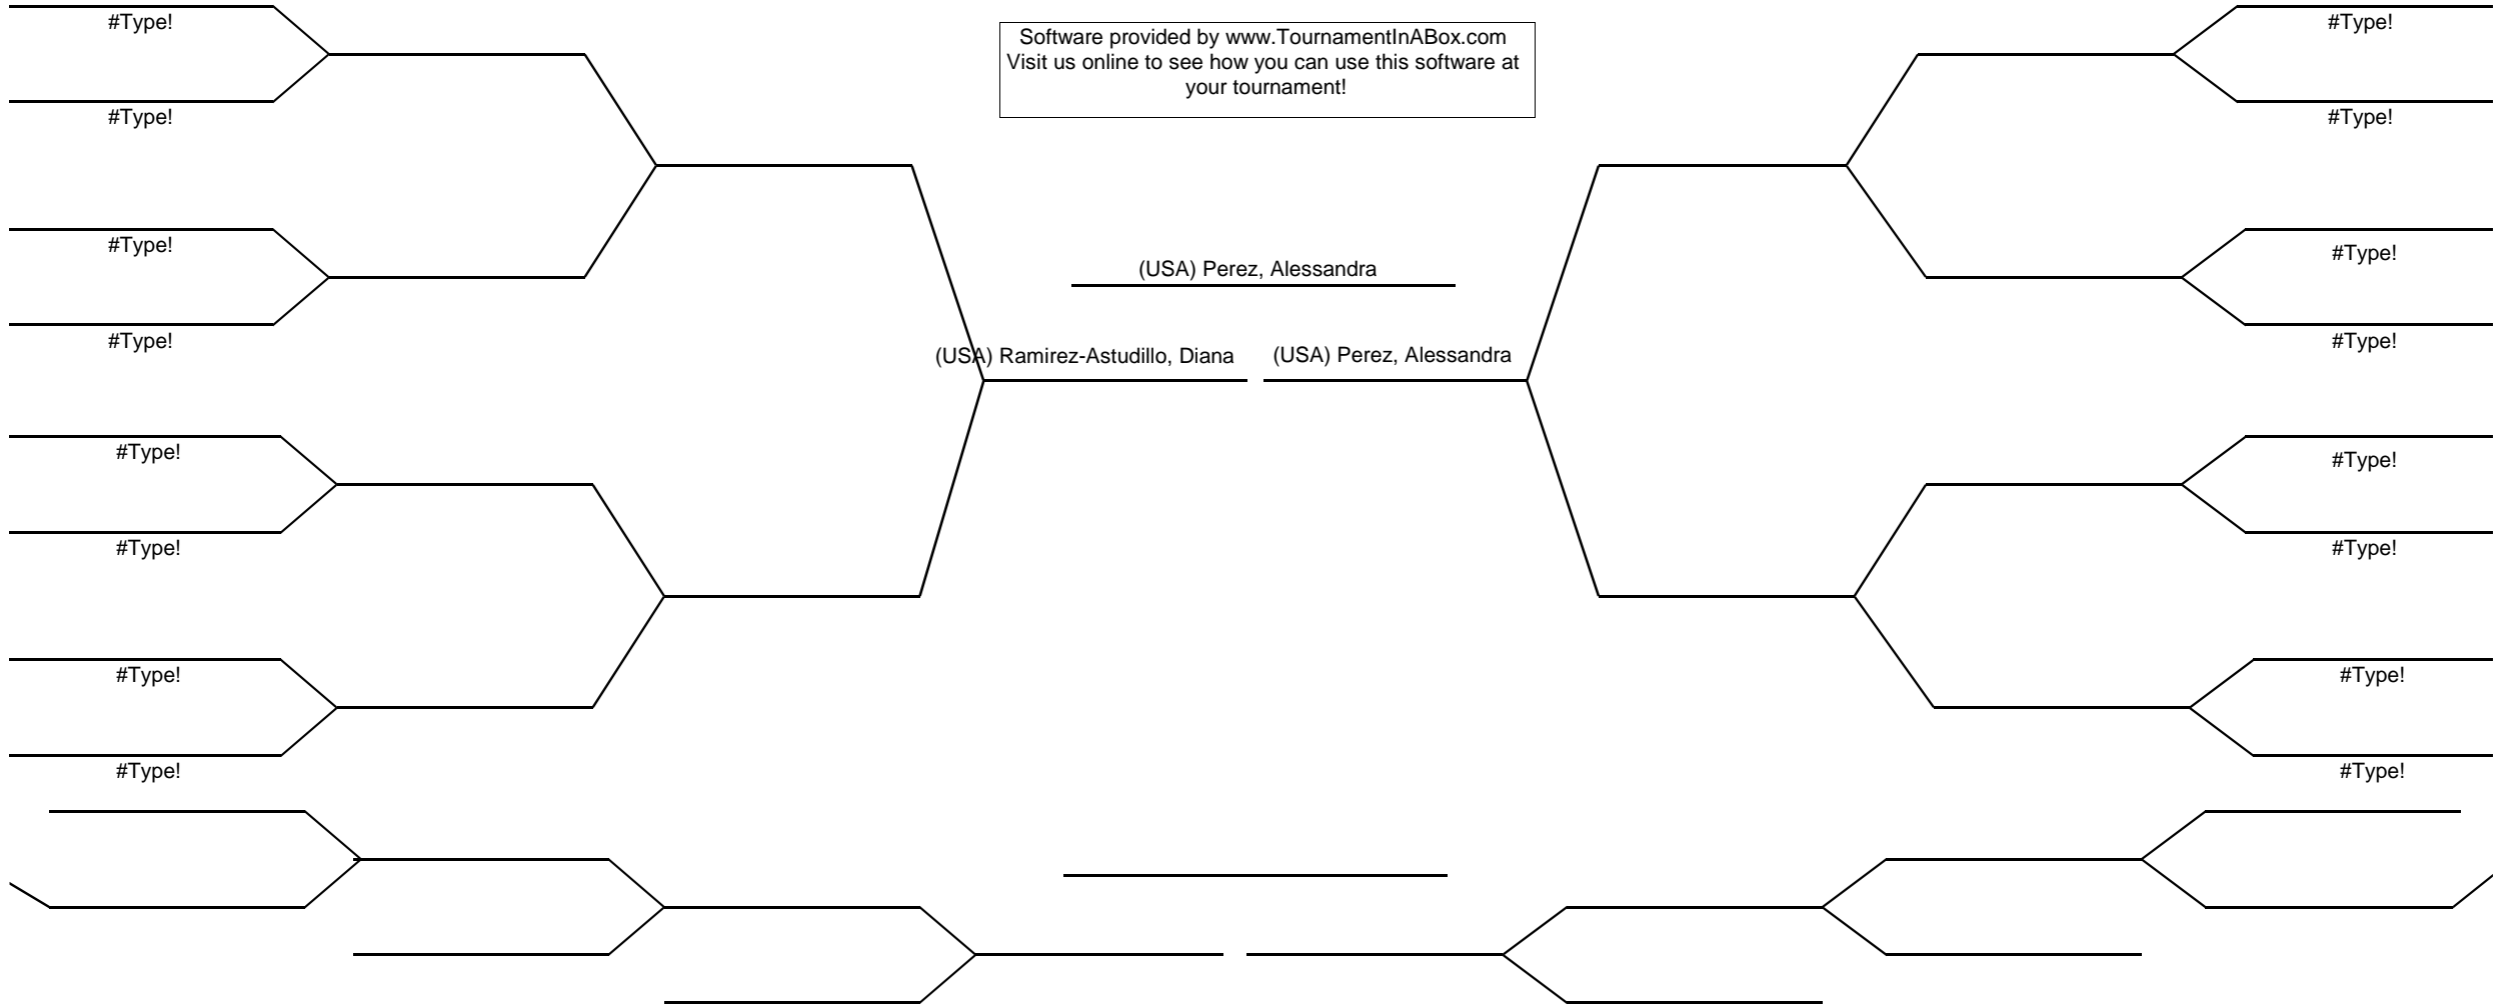 #Type!
#Type!
Software provided by www.TournamentInABox.com
Visit us online to see how you can use this software at
your tournament!
#Type!
#Type!
#Type!
#Type!
(USA) Perez, Alessandra
#Type!
#Type!
(USA) Ramirez-Astudillo, Diana
(USA) Perez, Alessandra
#Type!
#Type!
#Type!
#Type!
#Type!
#Type!
#Type!
#Type!